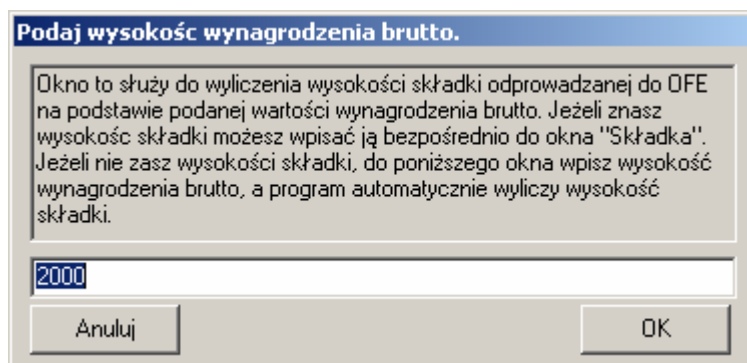 Podaj wysokośc wynagrodzenia brutto.
Okno to służy do wyliczenia wysokości składki odprowadzanej do OFE
na podstawie podanej wartości wynagrodzenia brutto. Jeżeli znasz
wysokośc składki możesz wpisać ją bezpośrednio do okna "Składka".
Jeżeli nie zasz wysokości składki, do poniższego okna wpisz wysokość
wynagrodzenia brutto, a program automatycznie wyliczy wysokość
składki.
2000
Anuluj OK